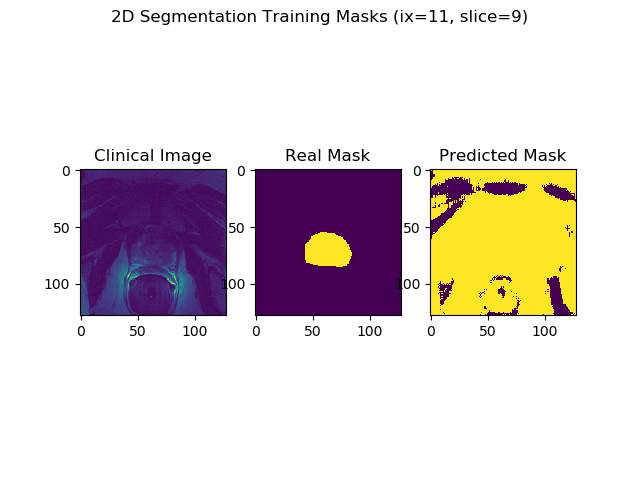 2D Segmentation Training Masks (ix=11, slice=9)
Clinical Image Real Mask Predicted Mask
0 0 0
50 50 50
100 100 100
0 50 100 0 50 100 0 50 100